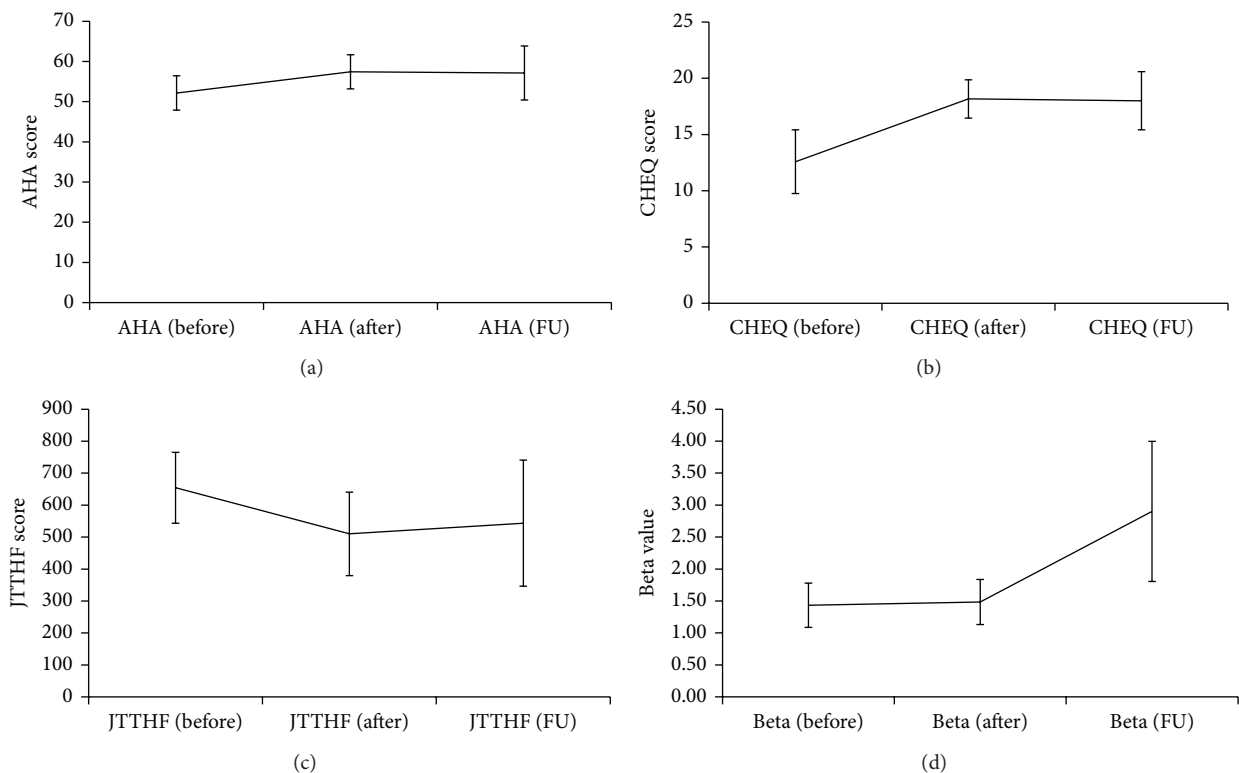 70
60
50
40
30
20
10
0
AHA score
AHA (before) AHA (after) AHA (FU)
(a)
25
20
15
10
5
0
CHEQ score
CHEQ (before) CHEQ (after) CHEQ (FU)
(b)
900
800
700
600
500
400
300
200
100
0
JTTHF score
JTTHF (before) JTTHF (after) JTTHF (FU)
(c)
4.50
4.00
3.50
3.00
2.50
2.00
1.50
1.00
0.50
0.00
Beta value
Beta (before) Beta (after) Beta (FU)
(d)